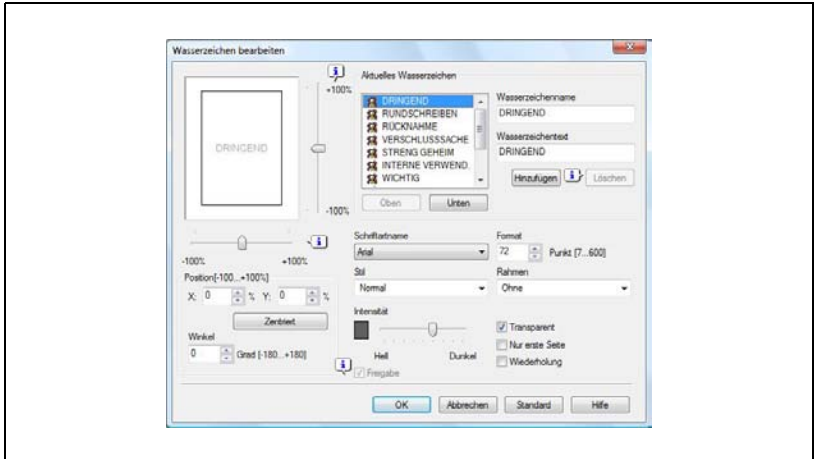 Wasserzeichen bearbeiten
DRINGEND
+100%
-100%
-100%
+100%
Position[-100...+100%]
X: 0 % Y: 0 %
Zentriert
Winkel
0 Grad [-180...+180]
Aktuelles Wasserzeichen
DRINGEND
RUNDSCHREIBEN
RÜCKNAHME
VERSCHLUSSSACHE
STRENG GEHEIM
INTERNE VERWEND.
WICHTIG
Oben Unten
Wasserzeichenname
DRINGEND
Wasserzeichentext
DRINGEND
Hinzufügen Löschen
Schriftartname
Arial
Stil
Normal
Format
72 Punkt [7...600]
Rahmen
Ohne
Intensität
Hell Dunkel
Freigabe
Transparent
Nur erste Seite
Wiederholung
OK Abbrechen Standard Hilfe